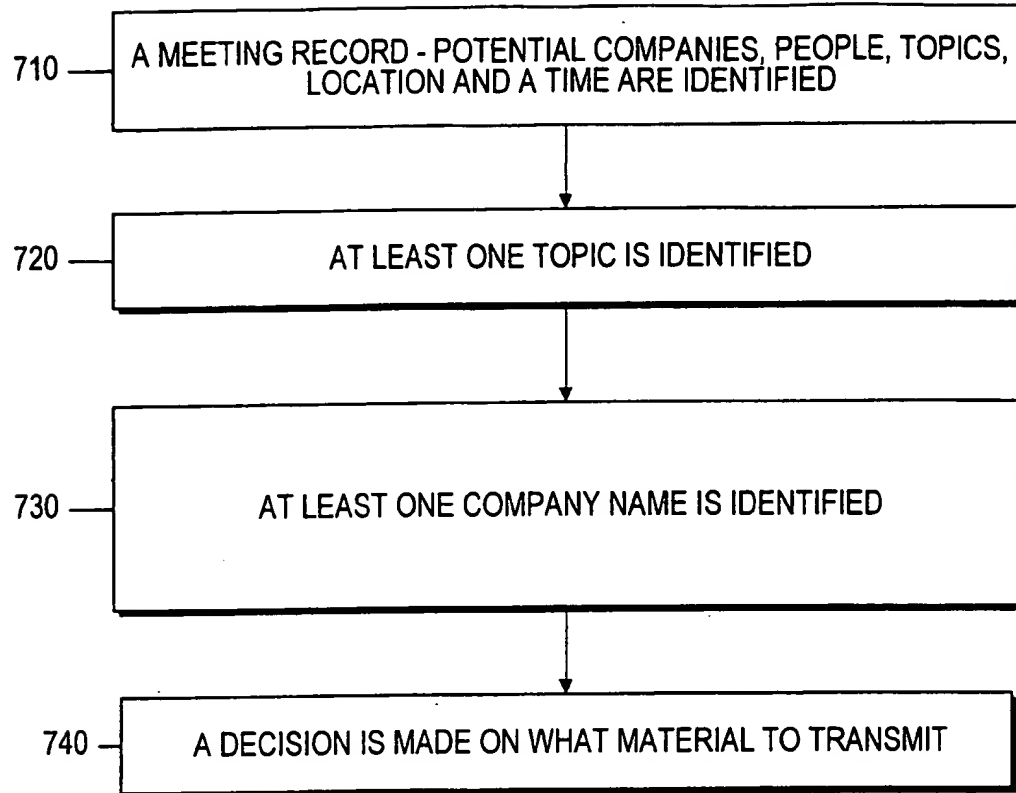 710
A MEETING RECORD - POTENTIAL COMPANIES, PEOPLE, TOPICS,
LOCATION AND A TIME ARE IDENTIFIED
720
AT LEAST ONE TOPIC IS IDENTIFIED
730
AT LEAST ONE COMPANY NAME IS IDENTIFIED
740
A DECISION IS MADE ON WHAT MATERIAL TO TRANSMIT